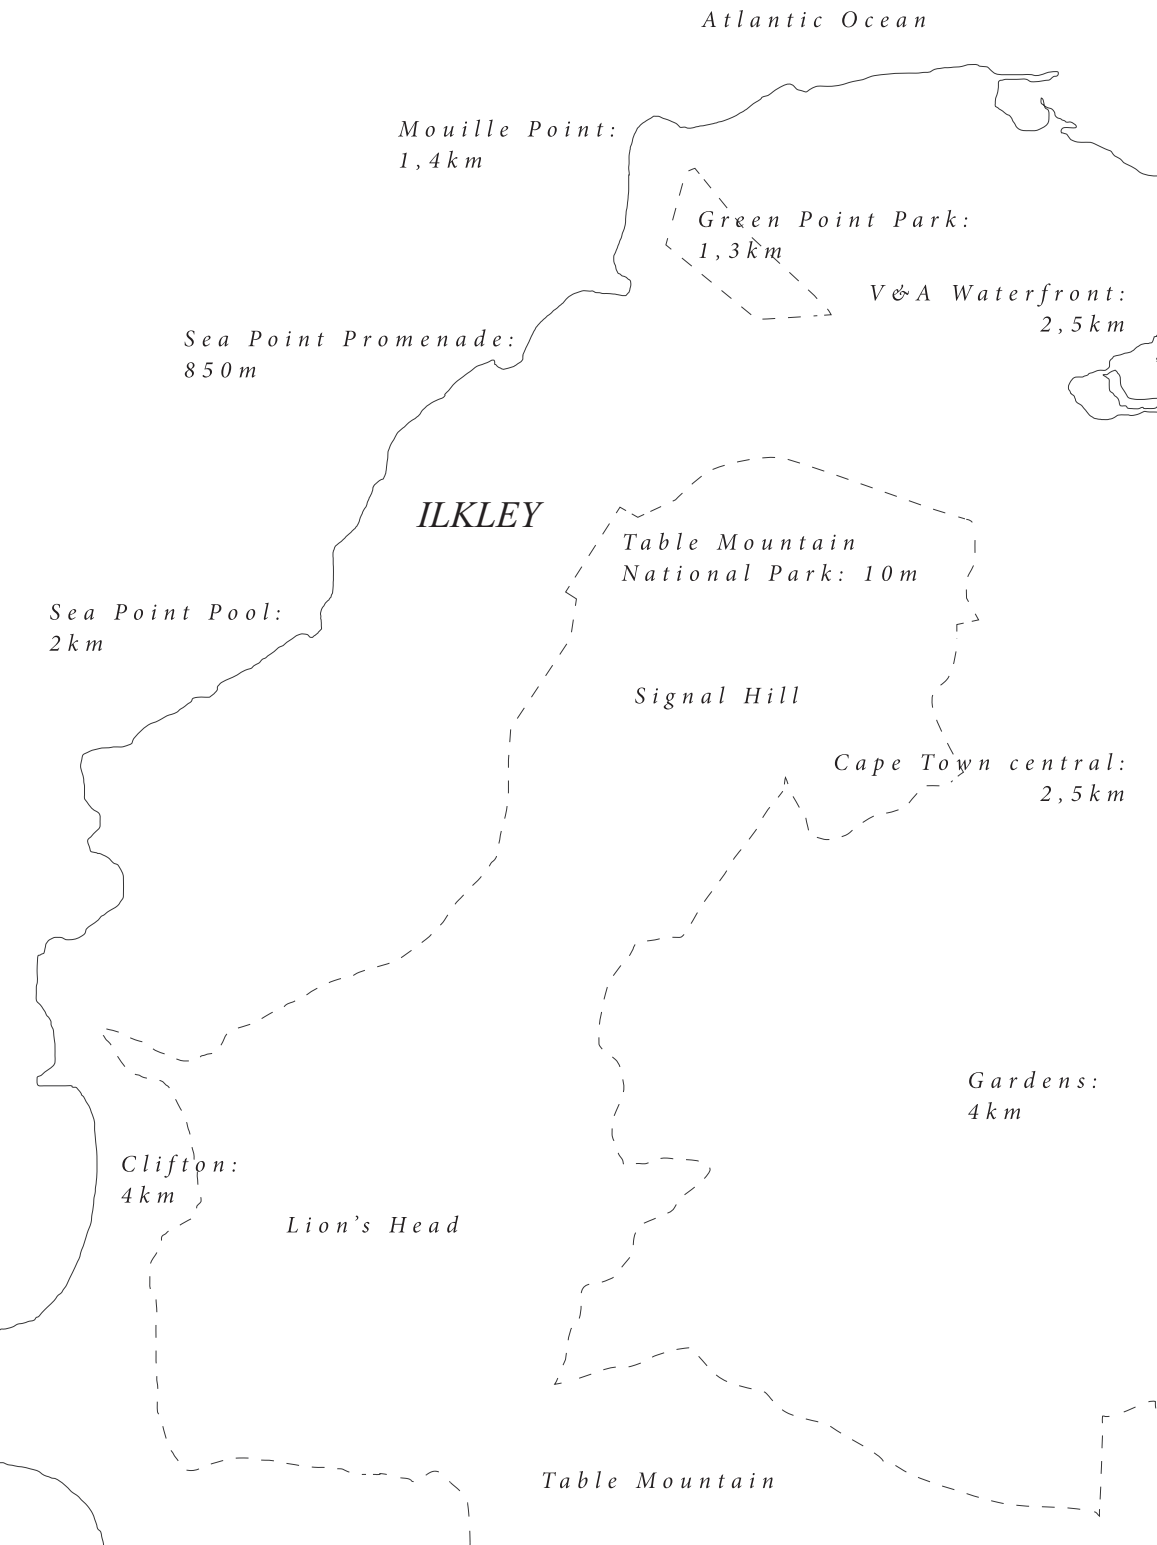 Atlantic Ocean
Mouille Point:
1,4km
Green Point Park:
1,3km
V&A Waterfront:
2,5km
Sea Point Promenade:
850m
ILKLEY
Table Mountain
National Park: 10m
Sea Point Pool:
2km
Signal Hill
Cape Town central:
2,5km
Gardens:
4km
Clifton:
4km
Lion’s Head
Table Mountain